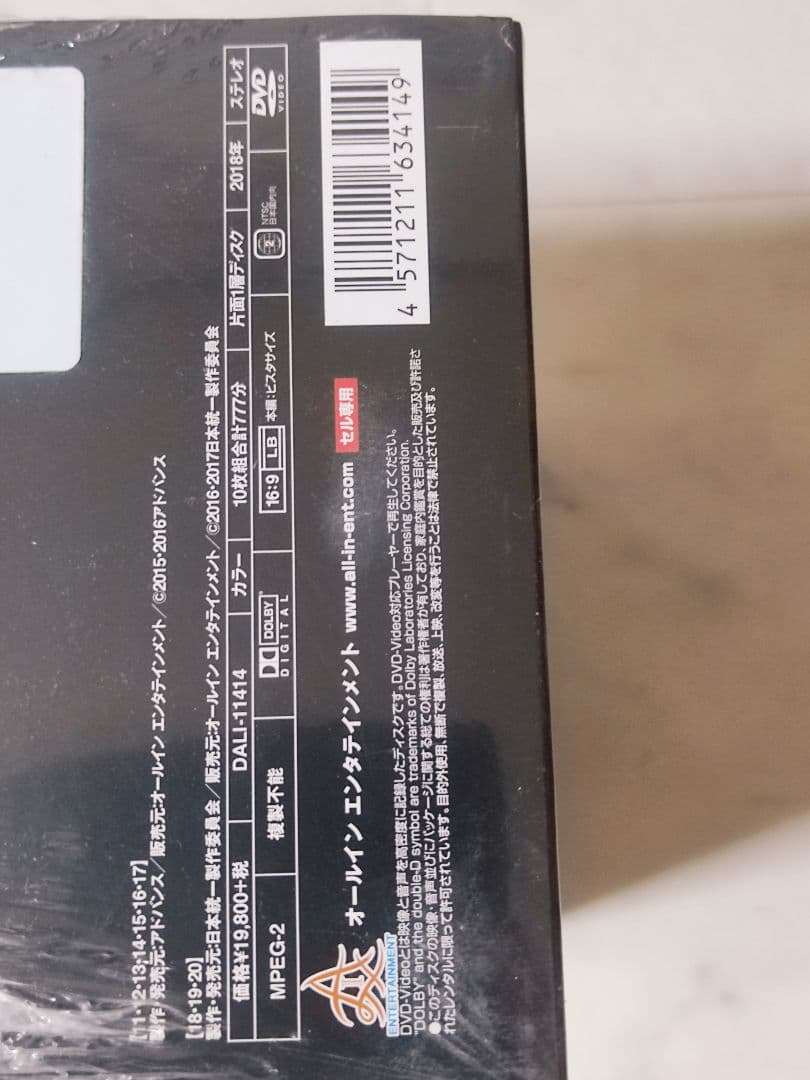 [11・12・13・14・15・16・17]
製作・発売元:アドバンス/販売元:オールイン エンタテインメント/©2015・2016アドバンス
[18・19・20]
製作・発売元:日本統一製作委員会/販売元:オールイン エンタテインメント/©2016・2017日本統一製作委員会
価格¥19,800+税 DALI-11414 カラー 10枚組合計777分 片面1層ディスク 2018年 ステレオ
MPEG-2 複製不能 DOLBY DIGITAL 16:9 LB 本編:ビスタサイズ 2 NTSC 日本国内向 DVD VIDEO
ENTERTAINMENT
オールイン エンタテインメント www.all-in-ent.com セル専用
4 571211 634149
DVD-Videoとは映像と音声を高密度に記録したディスクです。DVD-Video対応プレーヤーで再生してください。
"DOLBY" and the double-D symbol are trademarks of Dolby Laboratories Licensing Corporation.
●このディスクの映像・音声並びにパッケージに関する総ての権利は著作権者が有しており、家庭内鑑賞を目的とした販売及び許諾さ
れたレンタルに限って許可されています。目的外使用、無断で複製、放送、上映、改変等を行うことは法律で禁止されています。